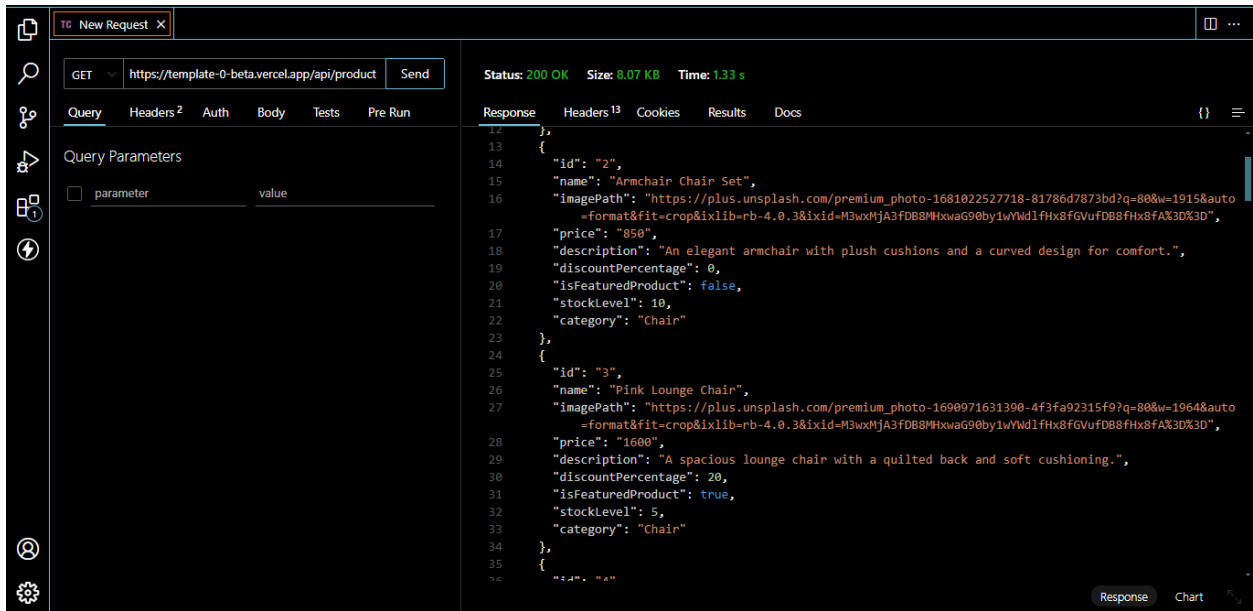 TC New Request
GET https://template-0-beta.vercel.app/api/product Send
Query Headers 2 Auth Body Tests Pre Run
Query Parameters
parameter value
1
Status: 200 OK Size: 8.07 KB Time: 1.33 s
Response Headers 13 Cookies Results Docs {}
12 },
13 {
14 "id": "2",
15 "name": "Armchair Chair Set",
16 "imagePath": "https://plus.unsplash.com/premium_photo-1681022527718-81786d7873bd?q=80&w=1915&auto
=format&fit=crop&ixlib=rb-4.0.3&ixid=M3wxMjA3fDB8MHxwaG90by1wYWdlfHx8fGVufDB8fHx8fA%3D%3D",
17 "price": "850",
18 "description": "An elegant armchair with plush cushions and a curved design for comfort.",
19 "discountPercentage": 0,
20 "isFeaturedProduct": false,
21 "stockLevel": 10,
22 "category": "Chair"
23 },
24 {
25 "id": "3",
26 "name": "Pink Lounge Chair",
27 "imagePath": "https://plus.unsplash.com/premium_photo-1690971631390-4f3fa92315f9?q=80&w=1964&auto
=format&fit=crop&ixlib=rb-4.0.3&ixid=M3wxMjA3fDB8MHxwaG90by1wYWdlfHx8fGVufDB8fHx8fA%3D%3D",
28 "price": "1600",
29 "description": "A spacious lounge chair with a quilted back and soft cushioning.",
30 "discountPercentage": 20,
31 "isFeaturedProduct": true,
32 "stockLevel": 5,
33 "category": "Chair"
34 },
35 {
36 "id": "4"
Response Chart